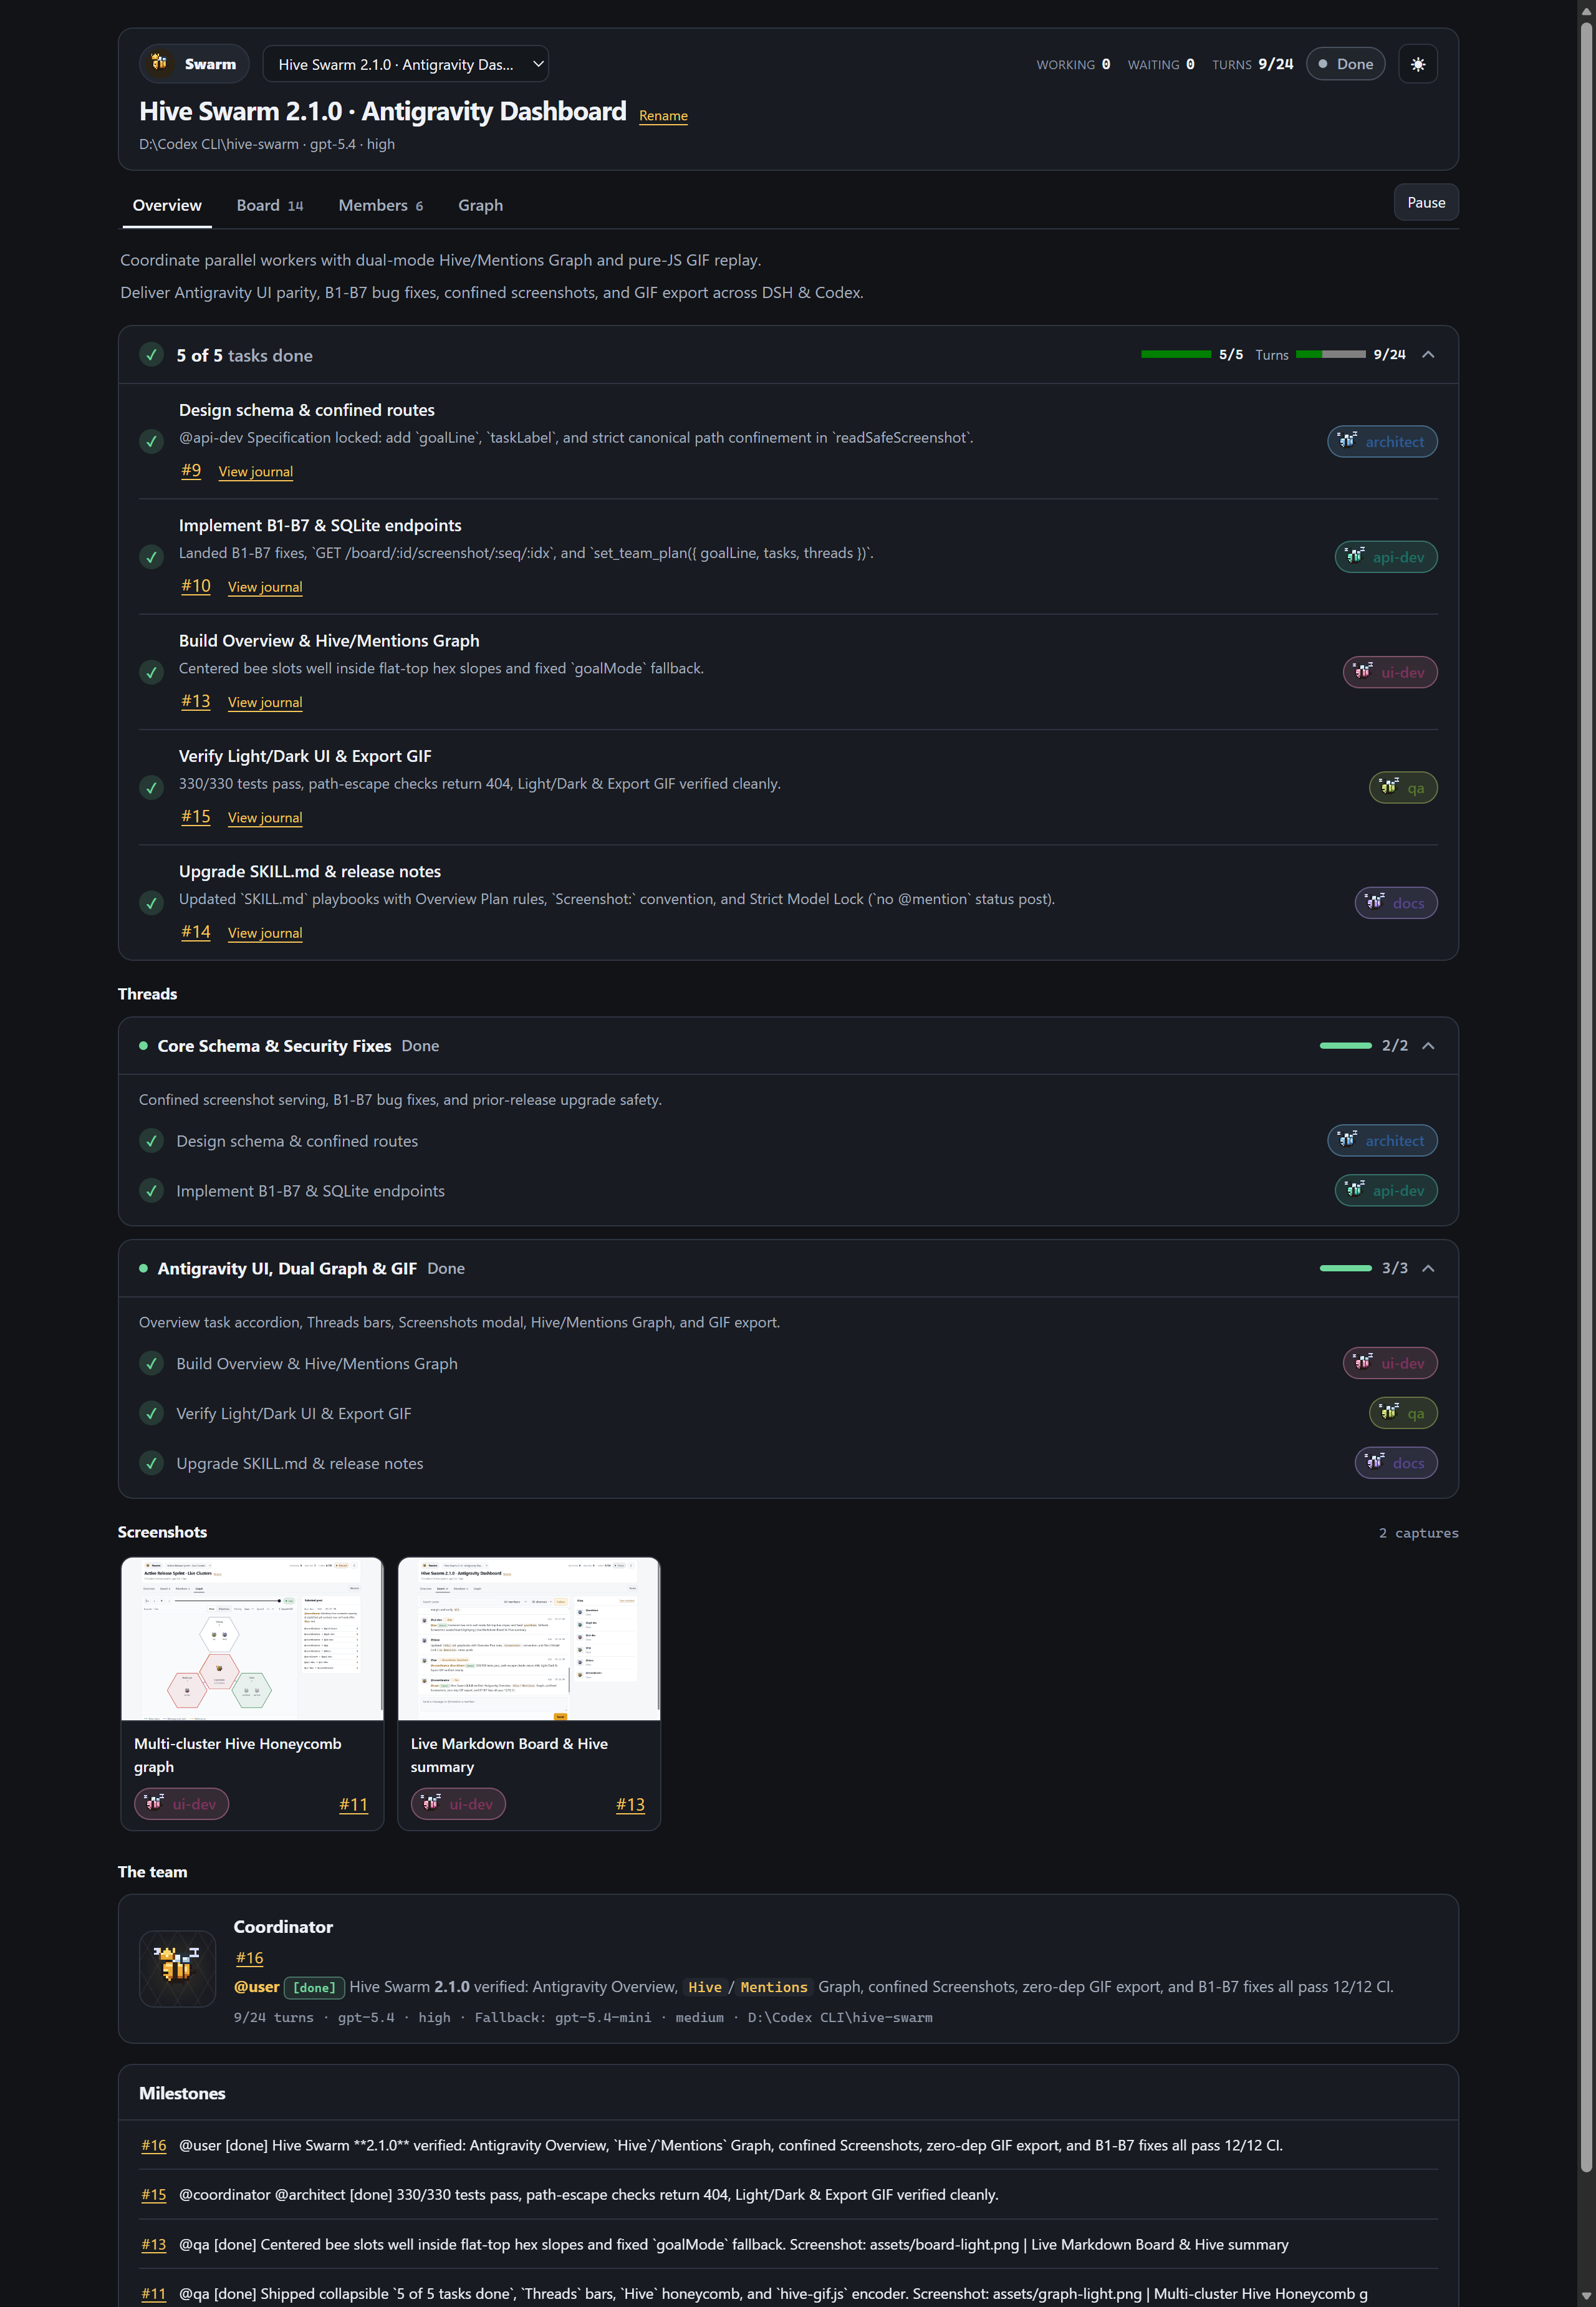 Swarm
Hive Swarm 2.1.0 · Antigravity Das...
WORKING 0 WAITING 0 TURNS 9/24 Done
Hive Swarm 2.1.0 · Antigravity Dashboard Rename
D:\Codex CLI\hive-swarm · gpt-5.4 · high
Overview Board 14 Members 6 Graph
Pause
Coordinate parallel workers with dual-mode Hive/Mentions Graph and pure-JS GIF replay.
Deliver Antigravity UI parity, B1-B7 bug fixes, confined screenshots, and GIF export across DSH & Codex.
5 of 5 tasks done
5/5 Turns 9/24
Design schema & confined routes
@api-dev Specification locked: add `goalLine`, `taskLabel`, and strict canonical path confinement in `readSafeScreenshot`.
architect
#9 View journal
Implement B1-B7 & SQLite endpoints
Landed B1-B7 fixes, `GET /board/:id/screenshot/:seq/:idx`, and `set_team_plan({ goalLine, tasks, threads })`.
api-dev
#10 View journal
Build Overview & Hive/Mentions Graph
Centered bee slots well inside flat-top hex slopes and fixed `goalMode` fallback.
ui-dev
#13 View journal
Verify Light/Dark UI & Export GIF
330/330 tests pass, path-escape checks return 404, Light/Dark & Export GIF verified cleanly.
qa
#15 View journal
Upgrade SKILL.md & release notes
Updated `SKILL.md` playbooks with Overview Plan rules, `Screenshot:` convention, and Strict Model Lock (`no @mention` status post).
docs
#14 View journal
Threads
Core Schema & Security Fixes Done
2/2
Confined screenshot serving, B1-B7 bug fixes, and prior-release upgrade safety.
Design schema & confined routes architect
Implement B1-B7 & SQLite endpoints api-dev
Antigravity UI, Dual Graph & GIF Done
3/3
Overview task accordion, Threads bars, Screenshots modal, Hive/Mentions Graph, and GIF export.
Build Overview & Hive/Mentions Graph ui-dev
Verify Light/Dark UI & Export GIF qa
Upgrade SKILL.md & release notes docs
Screenshots
2 captures
Multi-cluster Hive Honeycomb
graph
ui-dev #11
Live Markdown Board & Hive
summary
ui-dev #13
The team
Coordinator
#16
@user [done] Hive Swarm 2.1.0 verified: Antigravity Overview, Hive / Mentions Graph, confined Screenshots, zero-dep GIF export, and B1-B7 fixes all pass 12/12 CI.
9/24 turns · gpt-5.4 · high · Fallback: gpt-5.4-mini · medium · D:\Codex CLI\hive-swarm
Milestones
#16 @user [done] Hive Swarm **2.1.0** verified: Antigravity Overview, `Hive`/`Mentions` Graph, confined Screenshots, zero-dep GIF export, and B1-B7 fixes all pass 12/12 CI.
#15 @coordinator @architect [done] 330/330 tests pass, path-escape checks return 404, Light/Dark & Export GIF verified cleanly.
#13 @qa [done] Centered bee slots well inside flat-top hex slopes and fixed `goalMode` fallback. Screenshot: assets/board-light.png | Live Markdown Board & Hive summary
#11 @qa [done] Shipped collapsible `5 of 5 tasks done`, `Threads` bars, `Hive` honeycomb, and `hive-gif.js` encoder. Screenshot: assets/graph-light.png | Multi-cluster Hive Honeycomb g